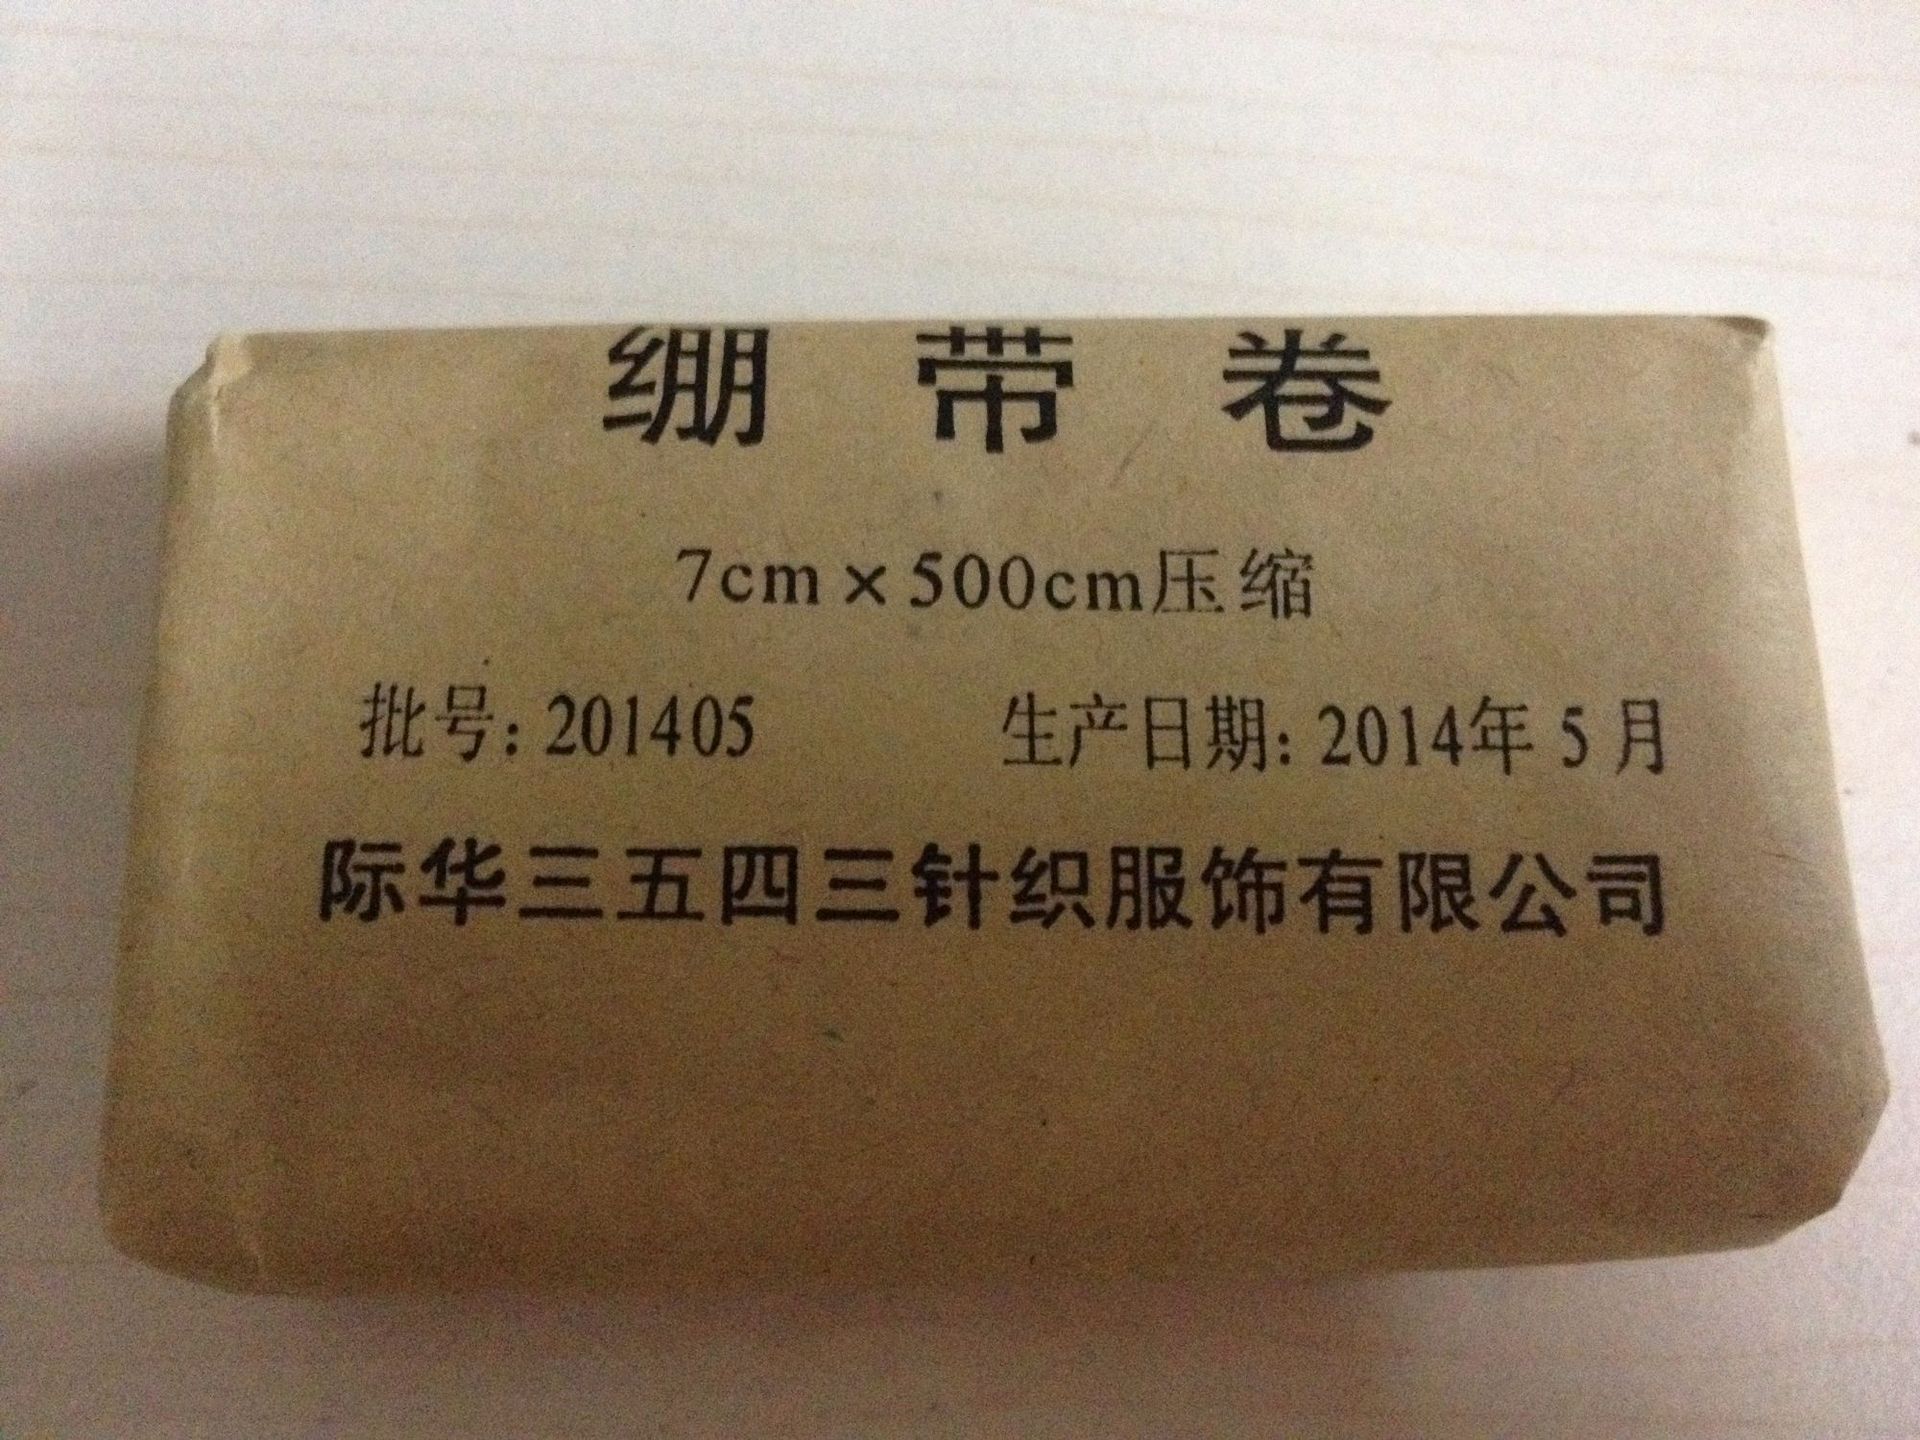 绷带卷
7cm×500cm压缩
批号:201405 生产日期:2014年5月
际华三五四三针织服饰有限公司